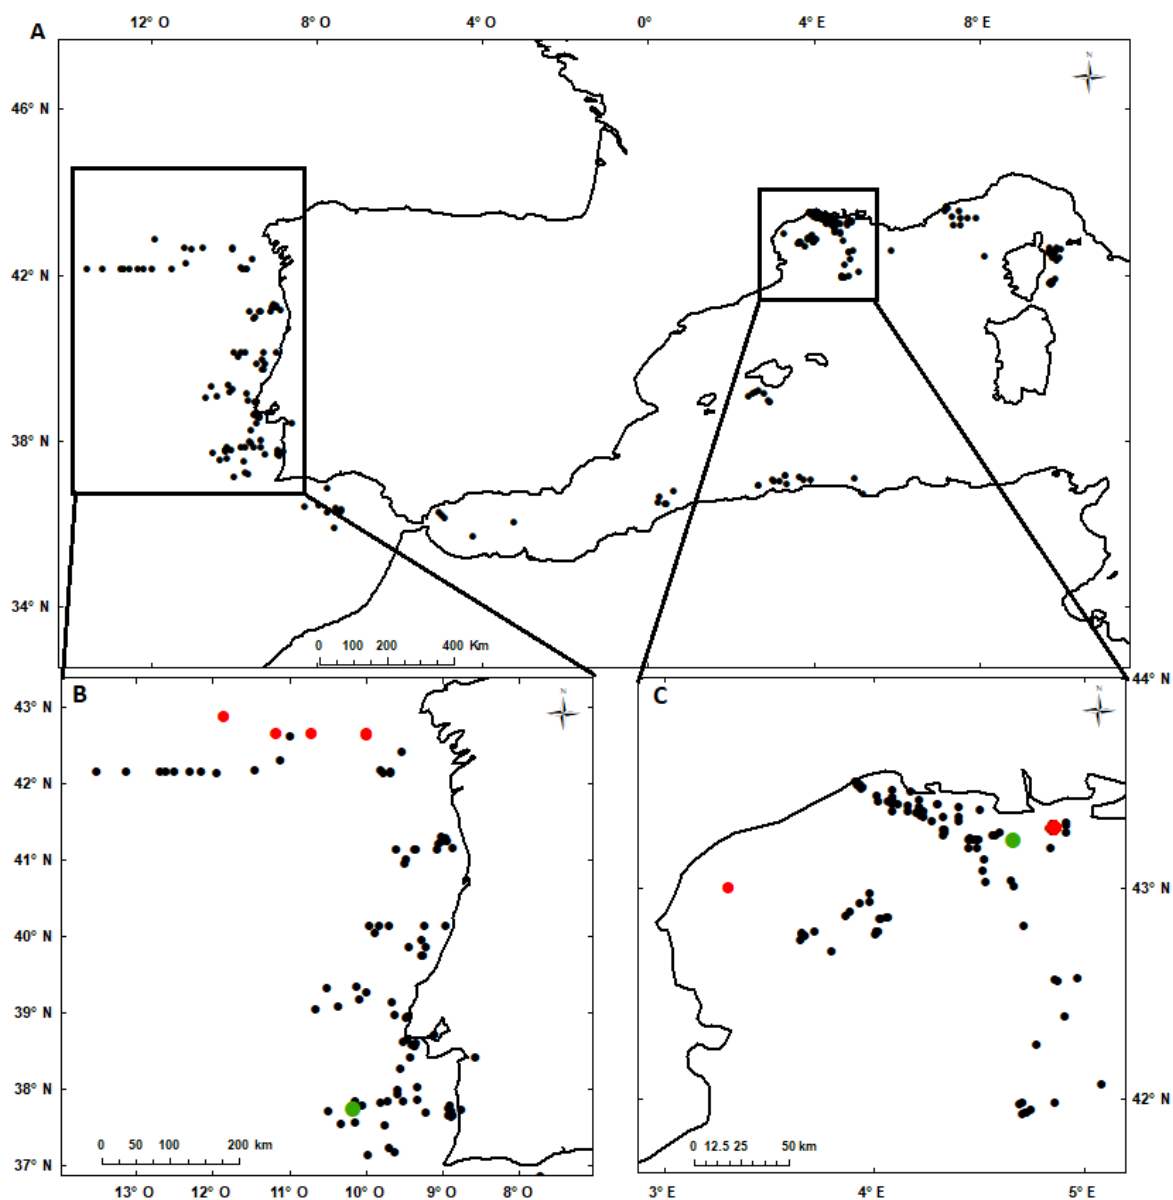 12° O 8° O 4° O 0° 4° E 8° E
A
N
46° N
42° N
38° N
34° N
0 100 200 400 Km
44° N
B
N
43° N
42° N
41° N
40° N
39° N
38° N
37° N
0 50 100 200 km
13° O 12° O 11° O 10° O 9° O 8° O
C
N
43° N
42° N
0 12.5 25 50 km
3° E 4° E 5° E